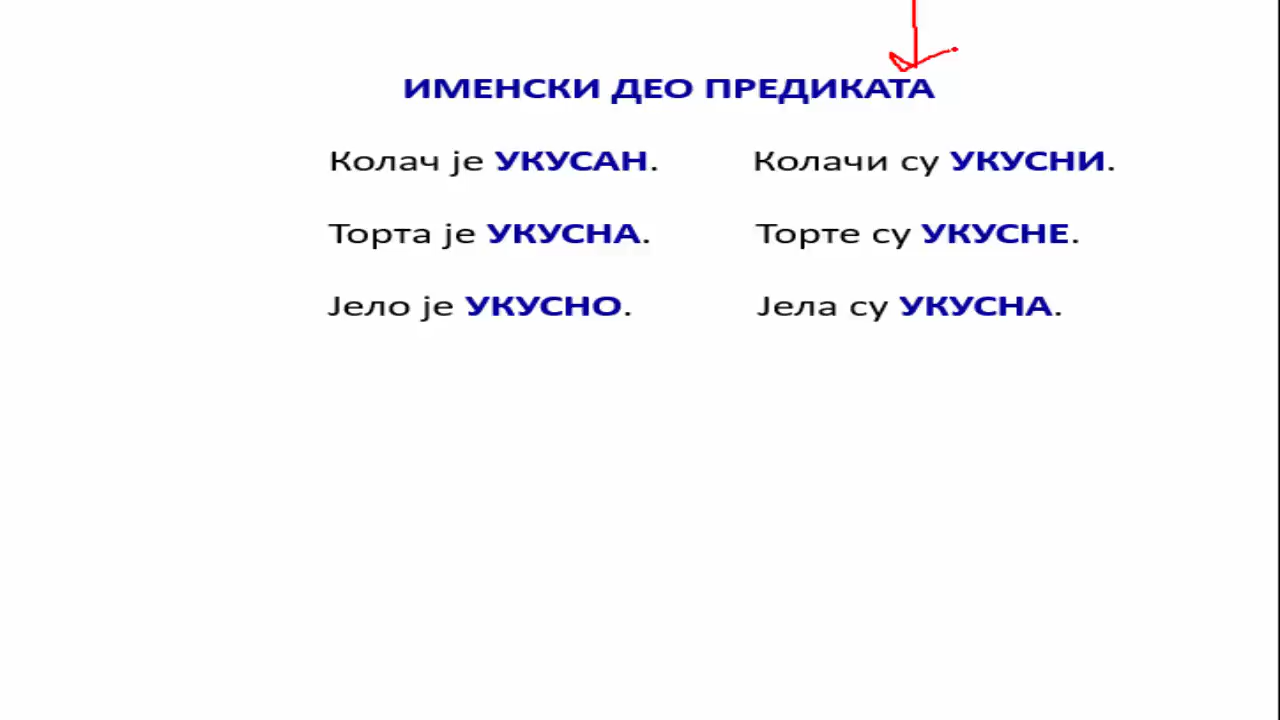 ИМЕНСКИ ДЕО ПРЕДИКАТА
Колач је УКУСАН. Колачи су УКУСНИ.
Торта је УКУСНА. Торте су УКУСНЕ.
Јело је УКУСНО. Јела су УКУСНА.